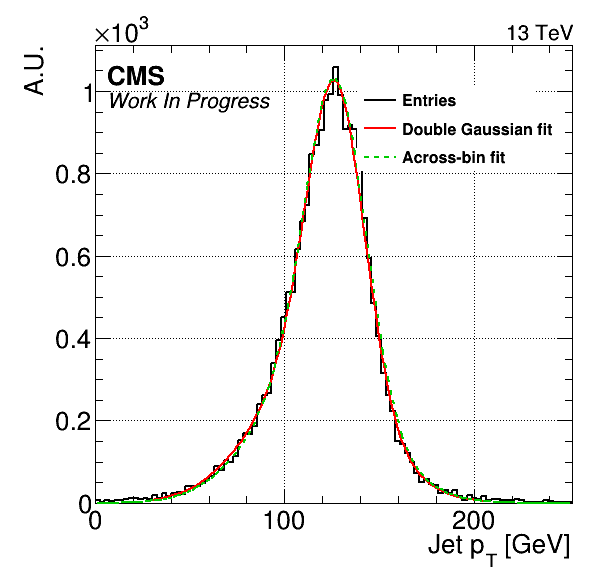 ×10³
13 TeV
A.U.
CMS
Work In Progress
Entries
Double Gaussian fit
Across-bin fit
1
0.8
0.6
0.4
0.2
0
0 100 200
Jet p_T [GeV]